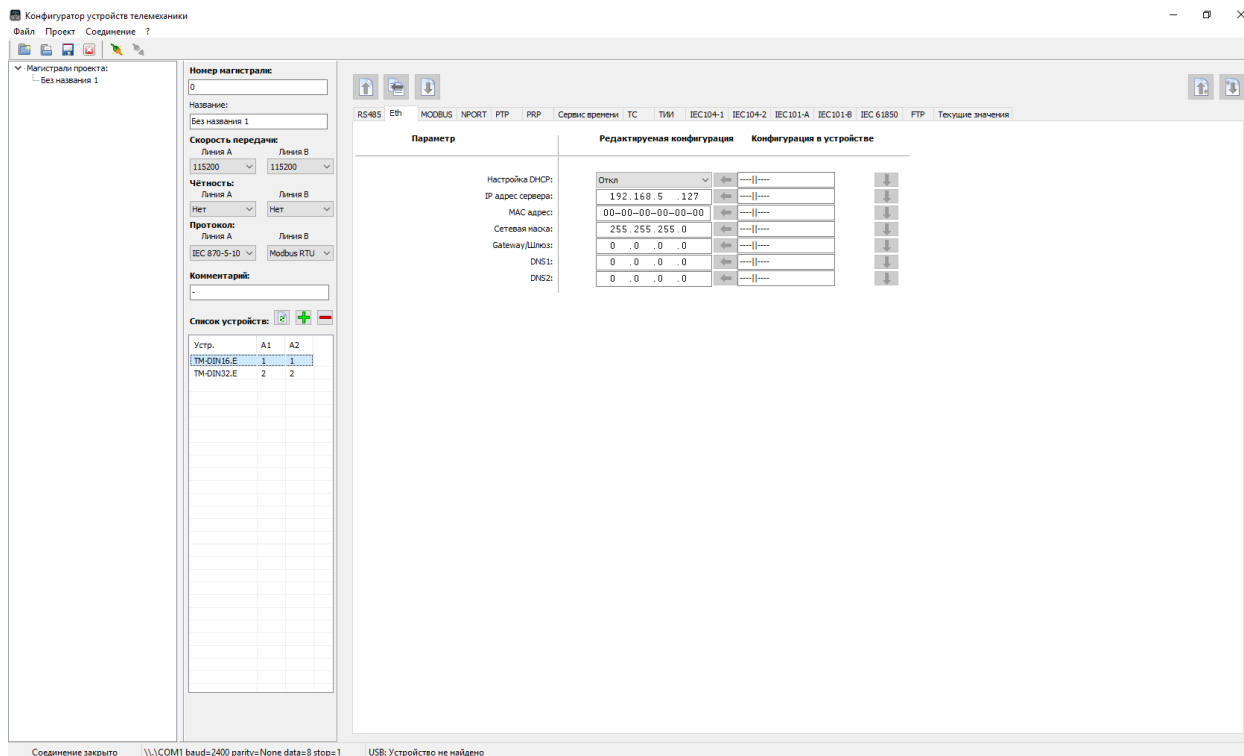 Конфигуратор устройств телемеханики
Файл Проект Соединение ?
Магистрали проекта:
Без названия 1
Номер магистрали:
0
Название:
Без названия 1
Скорость передачи:
Линия А Линия В
115200 115200
Чётность:
Линия А Линия В
Нет Нет
Протокол:
Линия А Линия В
IEC 870-5-10 Modbus RTU
Комментарий:
-
Список устройств:
Устр. A1 A2
TM-DIN16.E 1 1
TM-DIN32.E 2 2
RS485 Eth MODBUS NPORT PTP PRP Сервис времени ТС ТИИ IEC104-1 IEC104-2 IEC101-A IEC101-B IEC 61850 FTP Текущие значения
Параметр Редактируемая конфигурация Конфигурация в устройстве
Настройка DHCP: Откл ----||----
IP адрес сервера: 192.168.5 .127 ----||----
MAC адрес: 00-00-00-00-00-00 ----||----
Сетевая маска: 255.255.255.0 ----||----
Gateway/Шлюз: 0 .0 .0 .0 ----||----
DNS1: 0 .0 .0 .0 ----||----
DNS2: 0 .0 .0 .0 ----||----
Соединение закрыто \\.\COM1 baud=2400 parity=None data=8 stop=1 USB: Устройство не найдено